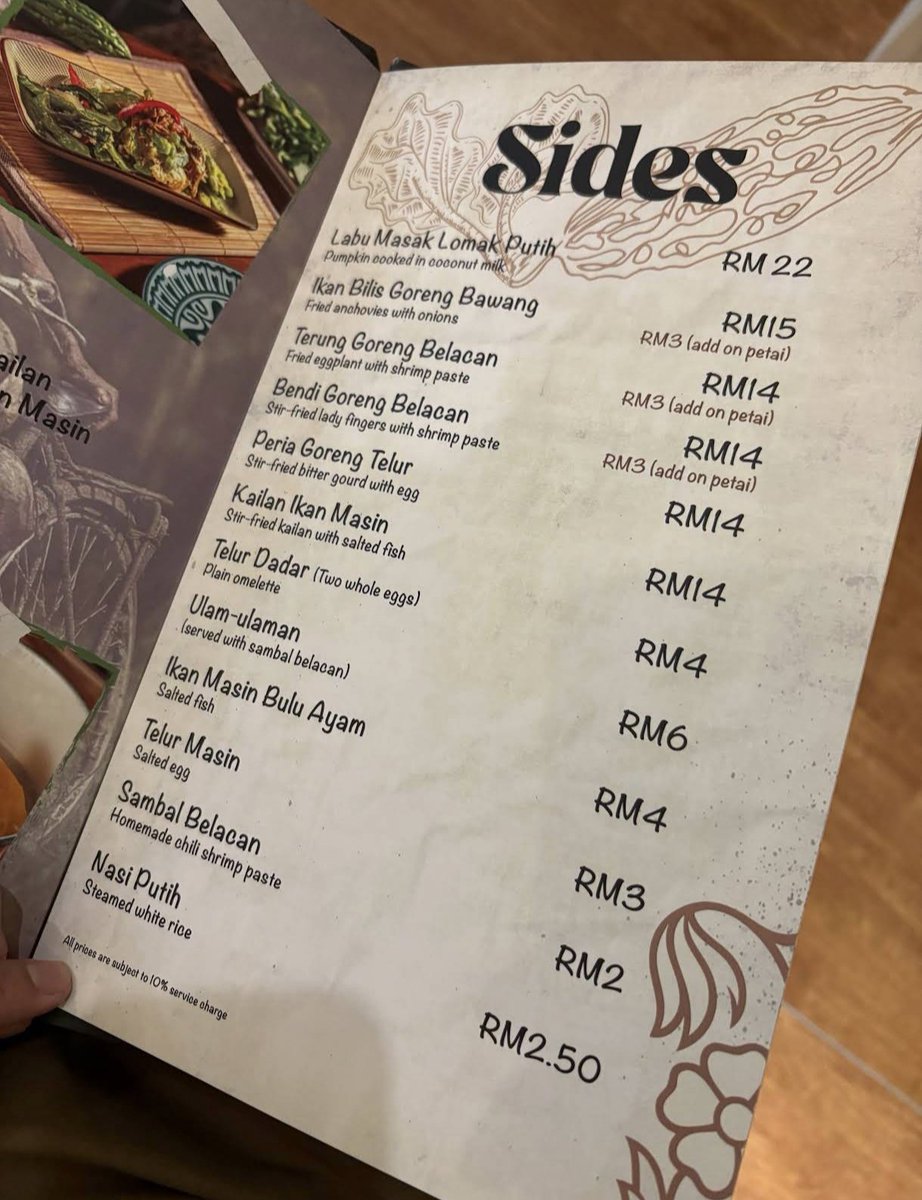 ailan
n Masin
Sides
Labu Masak Lomak Putih RM 22
Pumpkin cooked in coconut milk
Ikan Bilis Goreng Bawang RM15
Fried anchovies with onions RM3 (add on petai)
Terung Goreng Belacan RM14
Fried eggplant with shrimp paste RM3 (add on petai)
Bendi Goreng Belacan RM14
Stir-fried lady fingers with shrimp paste RM3 (add on petai)
Peria Goreng Telur RM14
Stir-fried bitter gourd with egg
Kailan Ikan Masin RM14
Stir-fried kailan with salted fish
Telur Dadar (Two whole eggs) RM4
Plain omelette
Ulam-ulaman RM6
(served with sambal belacan)
Ikan Masin Bulu Ayam RM4
Salted fish
Telur Masin RM3
Salted egg
Sambal Belacan RM2
Homemade chili shrimp paste
Nasi Putih RM2.50
Steamed white rice
All prices are subject to 10% service charge